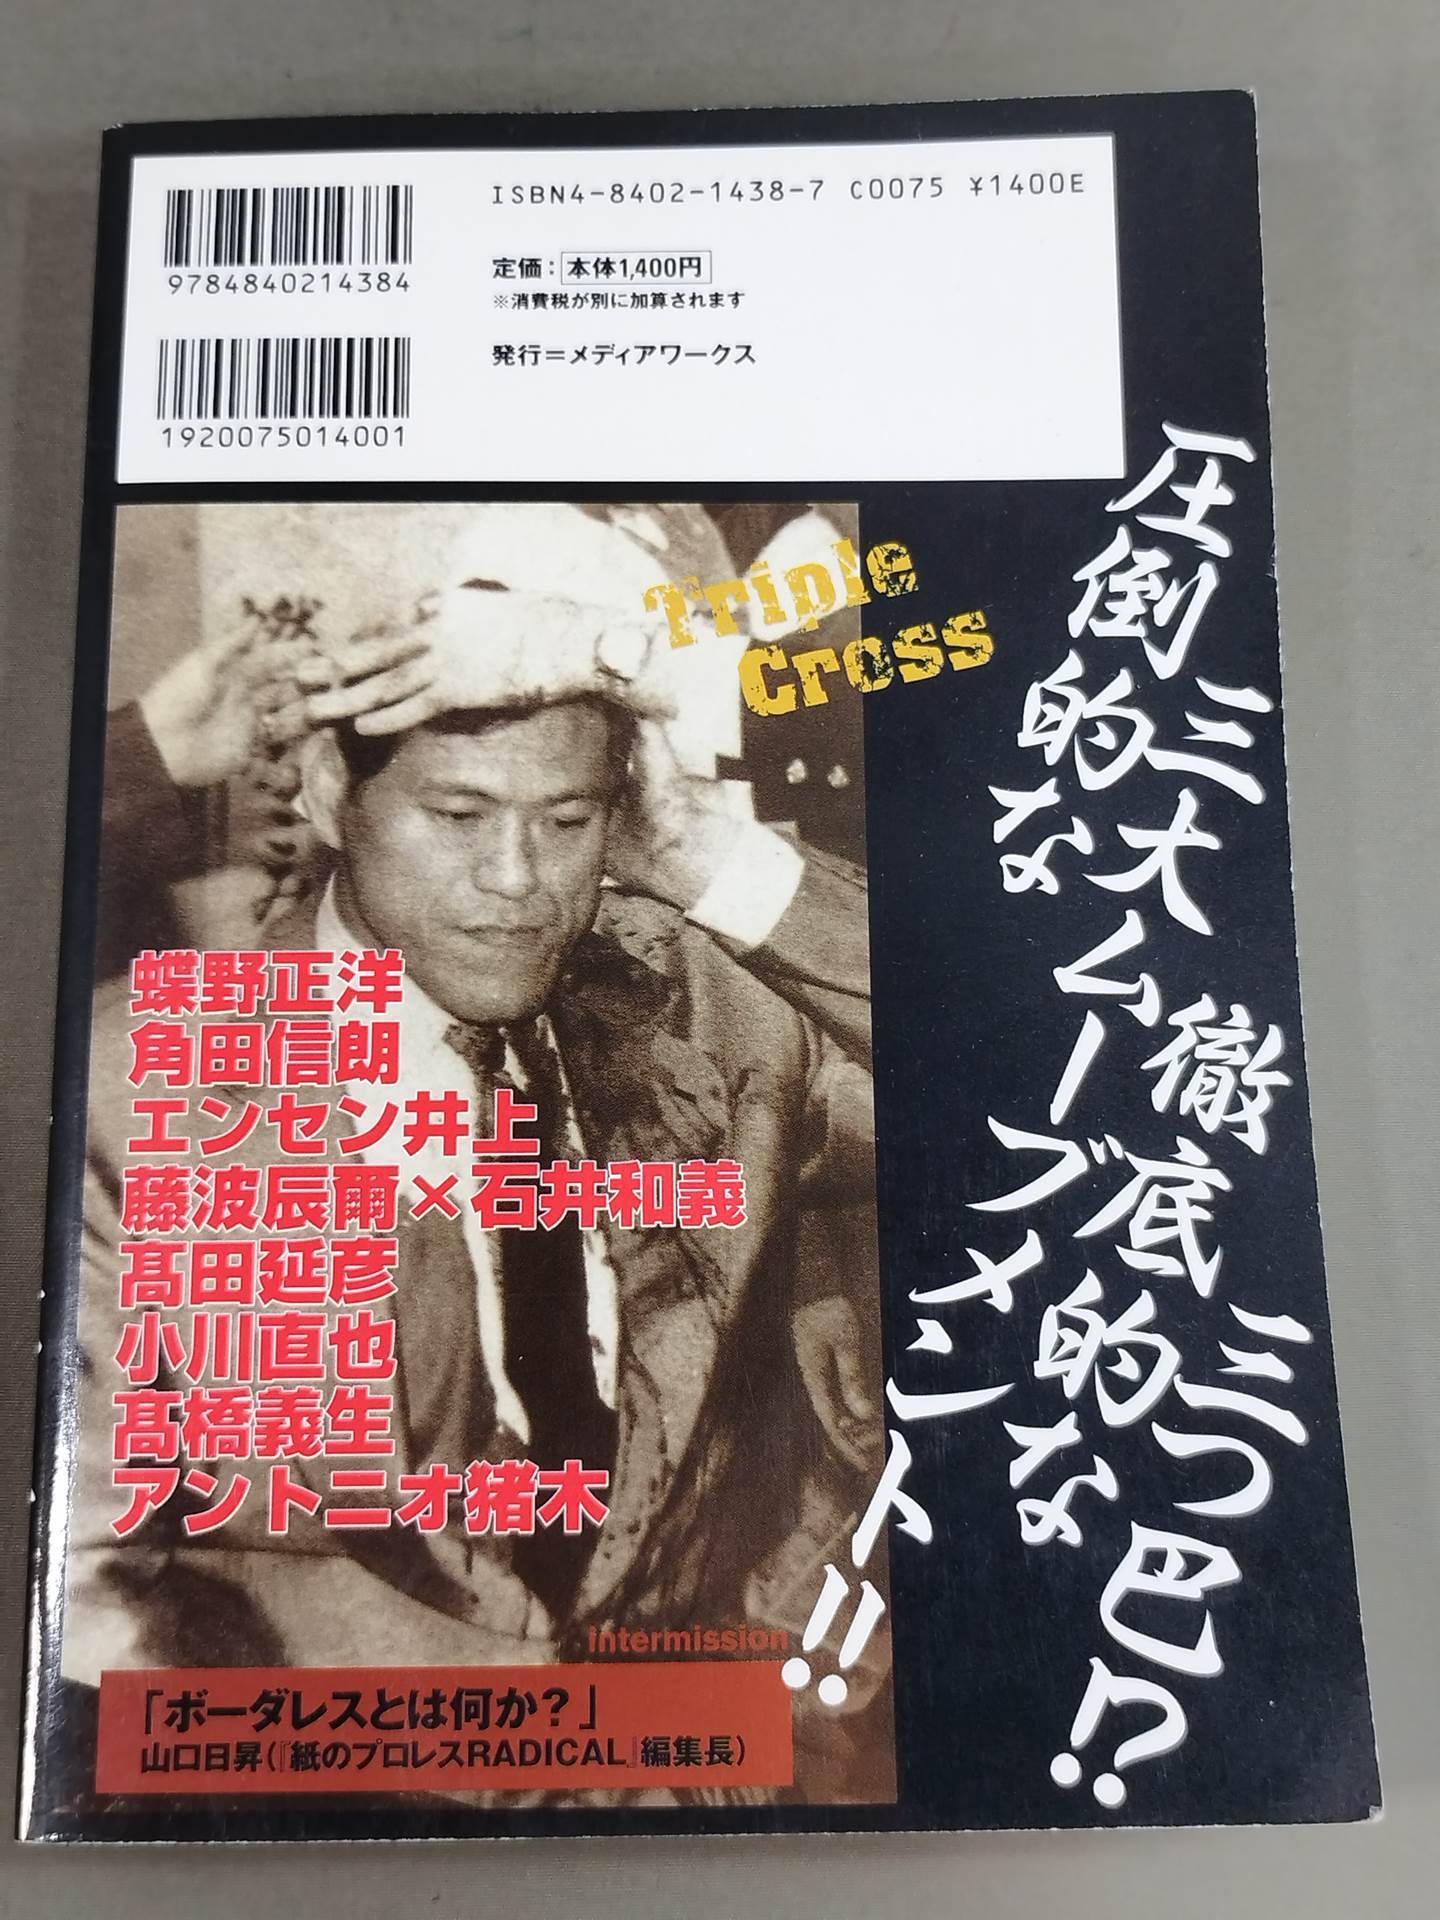 ISBN4-8402-1438-7 C0075 ¥1400E
9784840214384
定価：本体1,400円
※消費税が別に加算されます
発行＝メディアワークス
1920075014001
圧倒的な
三大ムーブメント!!
徹底的な
三つ巴!?
Triple
Cross
蝶野正洋
角田信朗
エンセン井上
藤波辰爾×石井和義
髙田延彦
小川直也
髙橋義生
アントニオ猪木
intermission
「ボーダレスとは何か？」
山口日昇(『紙のプロレスRADICAL』編集長)